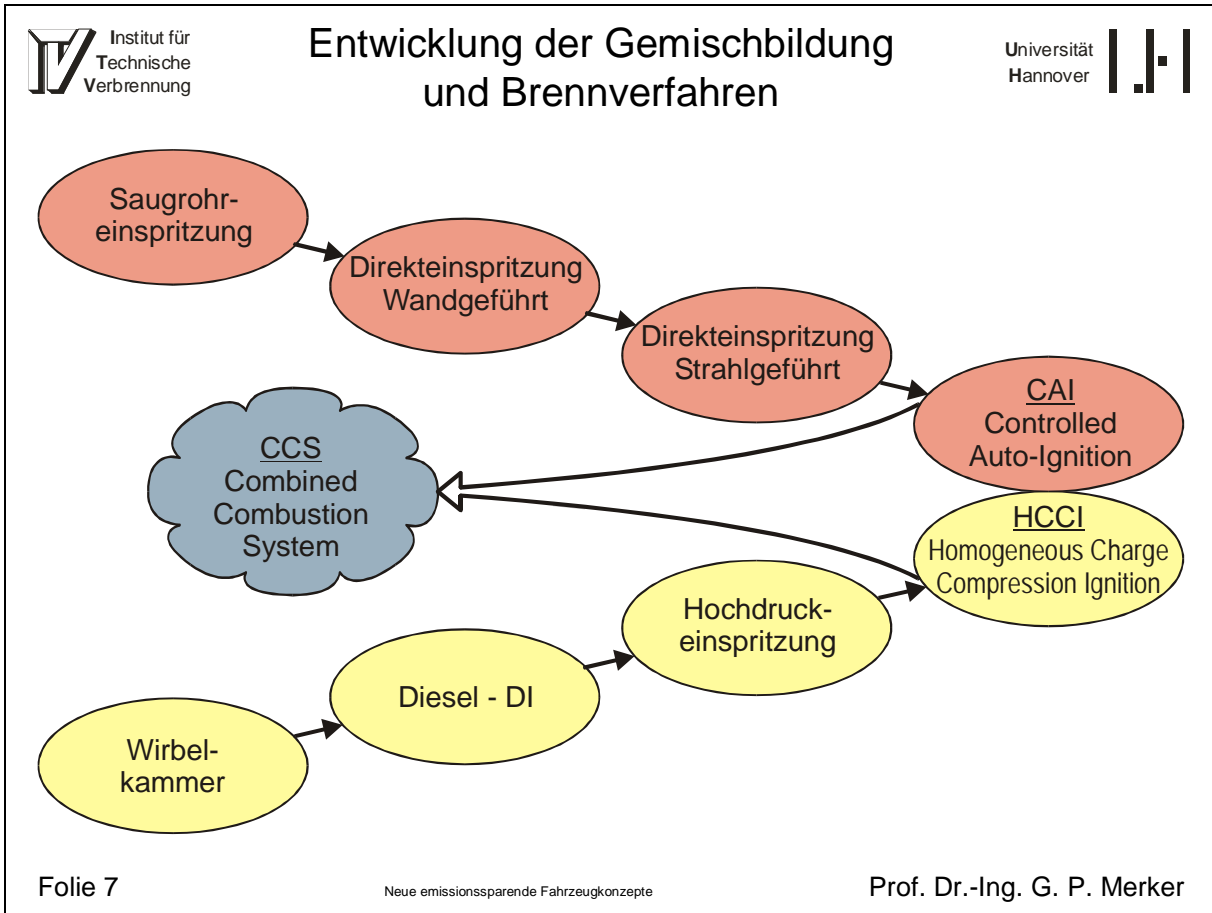 Institut für
Technische
Verbrennung
Entwicklung der Gemischbildung
und Brennverfahren
Universität
Hannover
Saugrohr-
einspritzung
Direkteinspritzung
Wandgeführt
Direkteinspritzung
Strahlgeführt
CAI
Controlled
Auto-Ignition
CCS
Combined
Combustion
System
HCCI
Homogeneous Charge
Compression Ignition
Hochdruck-
einspritzung
Diesel - DI
Wirbel-
kammer
Folie 7
Neue emissionssparende Fahrzeugkonzepte
Prof. Dr.-Ing. G. P. Merker